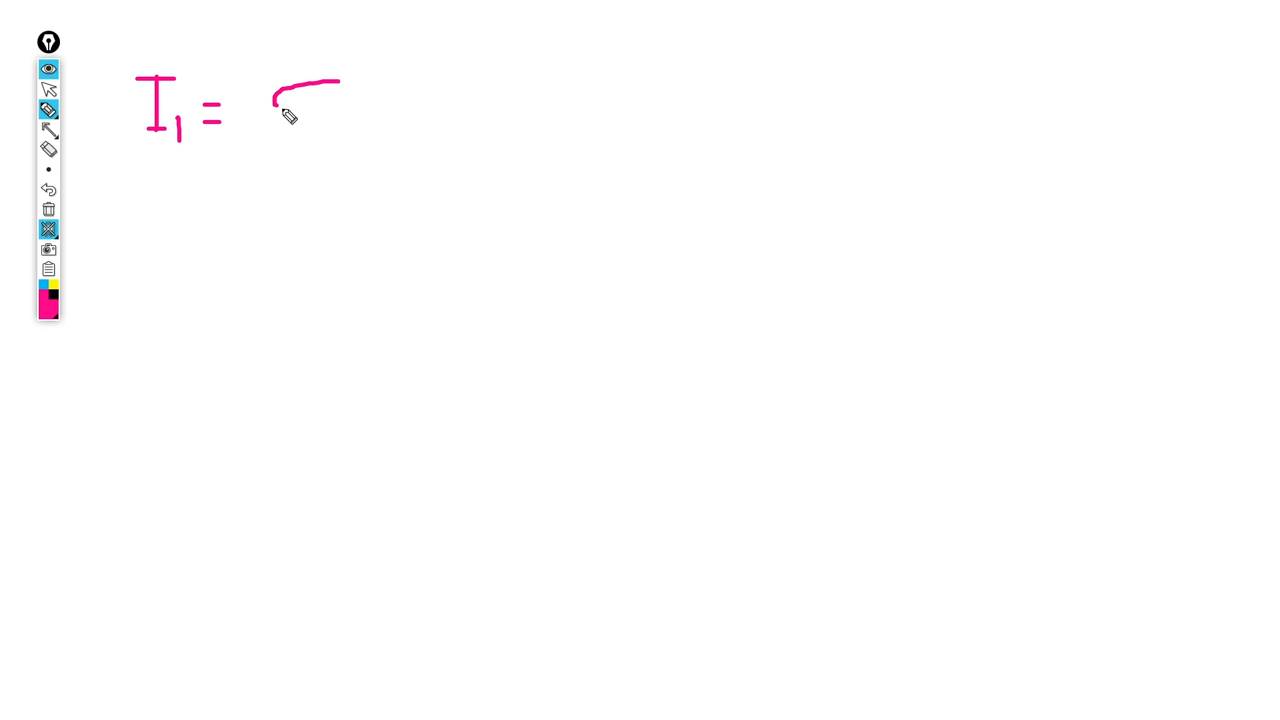 I₁ =